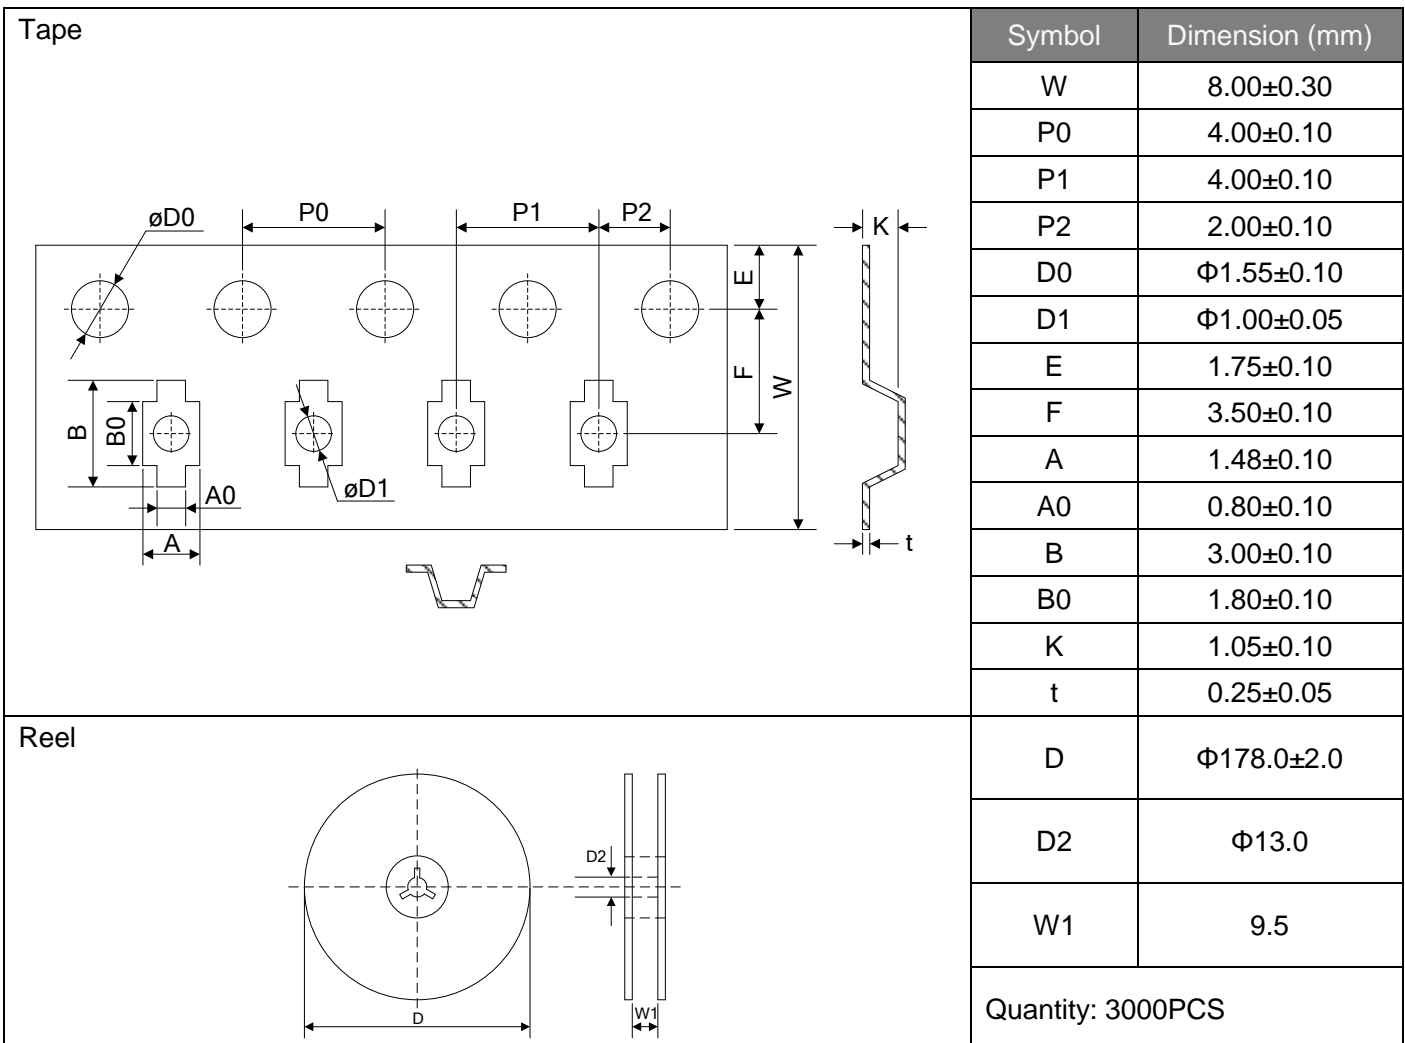 Tape
øD0
P0
P1
P2
K
E
F
W
B
B0
A0
A
øD1
t
Symbol Dimension (mm)
W 8.00±0.30
P0 4.00±0.10
P1 4.00±0.10
P2 2.00±0.10
D0 Φ1.55±0.10
D1 Φ1.00±0.05
E 1.75±0.10
F 3.50±0.10
A 1.48±0.10
A0 0.80±0.10
B 3.00±0.10
B0 1.80±0.10
K 1.05±0.10
t 0.25±0.05
Reel
D2
D
W1
D Φ178.0±2.0
D2 Φ13.0
W1 9.5
Quantity: 3000PCS